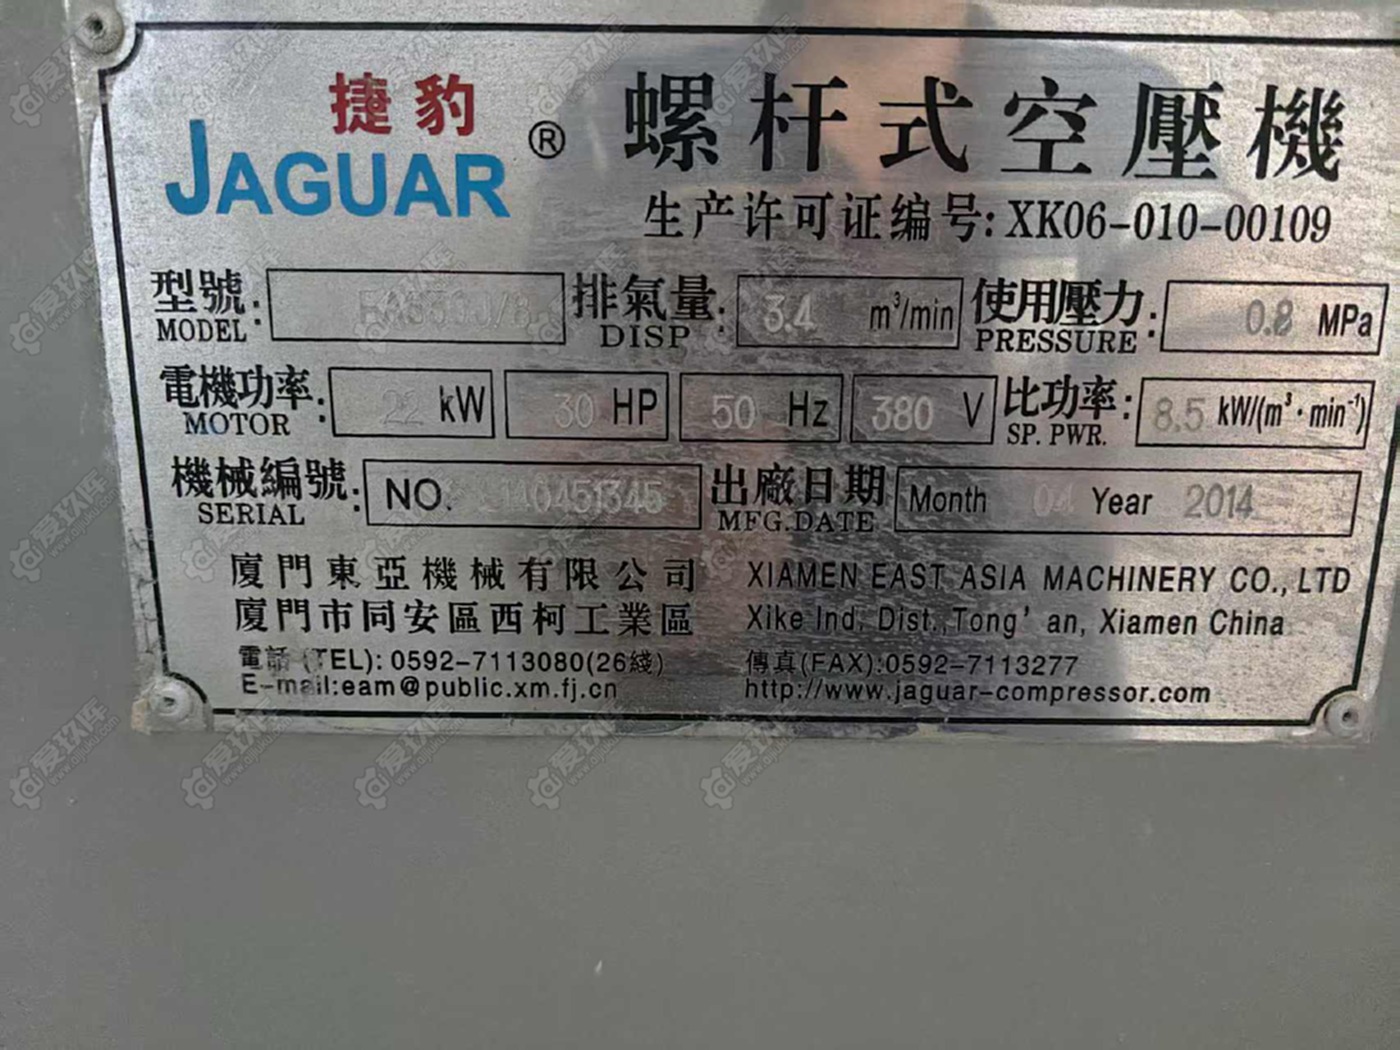 捷豹
JAGUAR ®
螺杆式空壓機
生产许可证编号:XK06-010-00109
型號: MODEL 排氣量: DISP 3.4 m³/min 使用壓力: PRESSURE 0.8 MPa
電機功率: MOTOR 22 kW 30 HP 50 Hz 380 V 比功率: SP. PWR. 8.5 kW/(m³·min⁻¹)
機械編號: SERIAL NO. 出廠日期 MFG.DATE Month 04 Year 2014
廈門東亞機械有限公司 XIAMEN EAST ASIA MACHINERY CO.,LTD
廈門市同安區西柯工業區 Xike Ind, Dist.,Tong' an, Xiamen China
電話(TEL):0592-7113080(26綫) 傳真(FAX):0592-7113277
E-mail:eam@public.xm.fj.cn http://www.jaguar-compressor.com